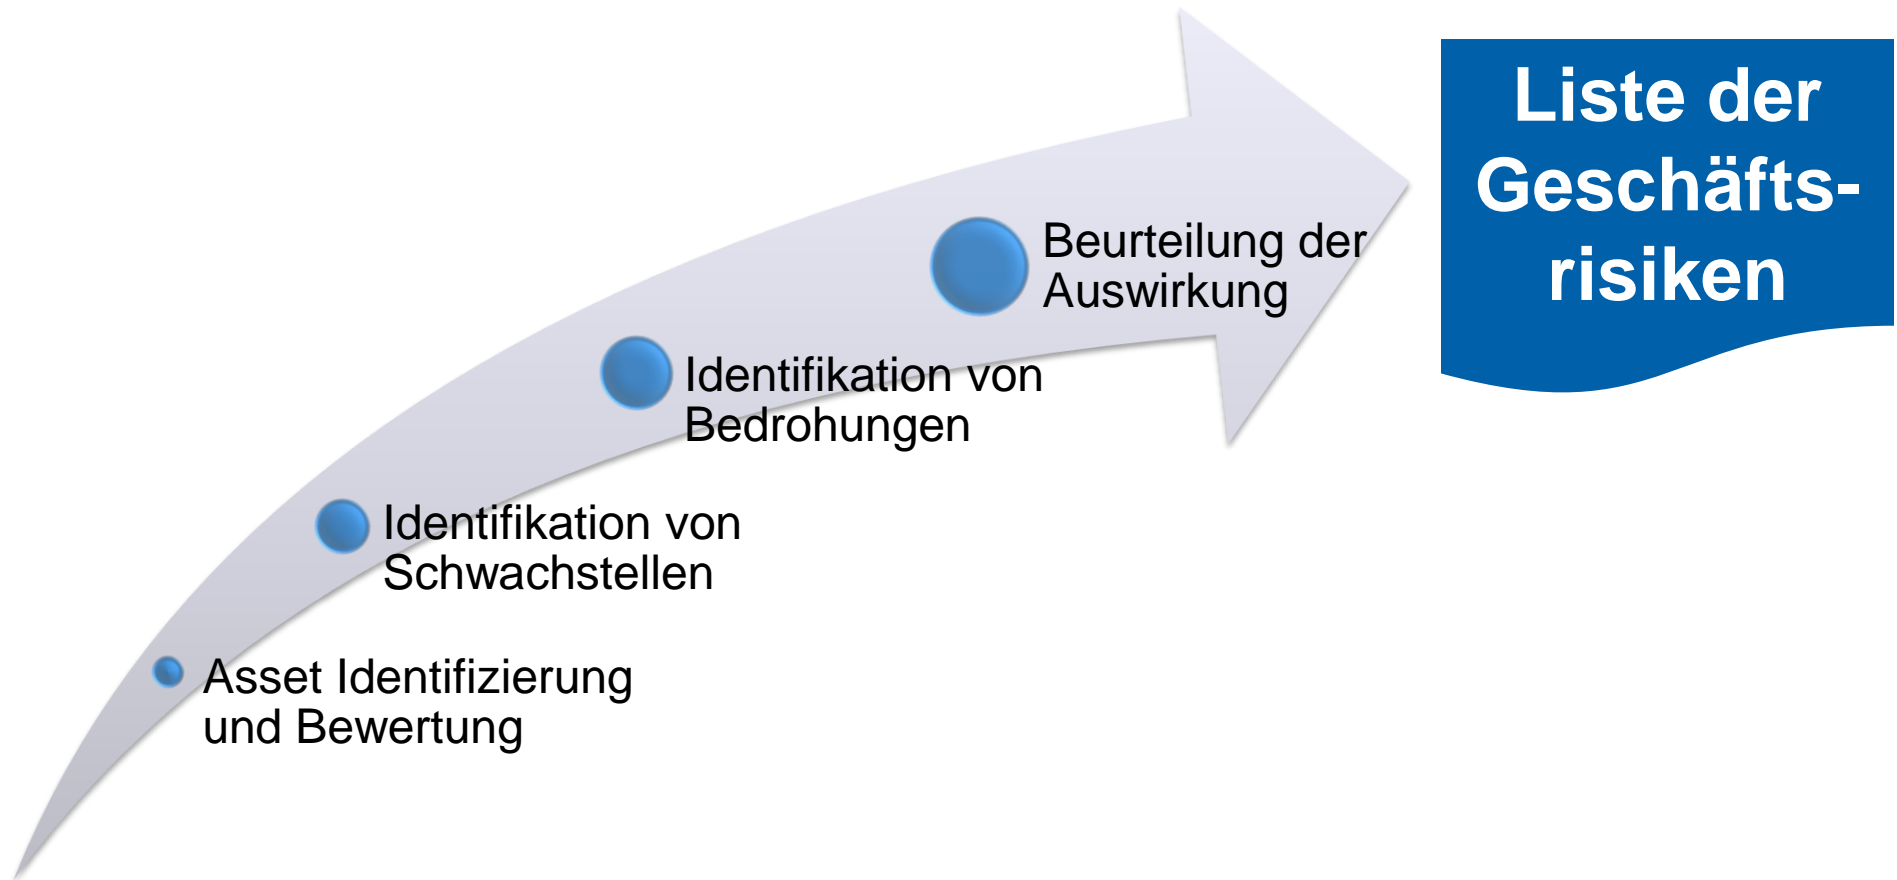 Liste der
Geschäfts-
risiken
Beurteilung der
Auswirkung
Identifikation von
Bedrohungen
Identifikation von
Schwachstellen
Asset Identifizierung
und Bewertung